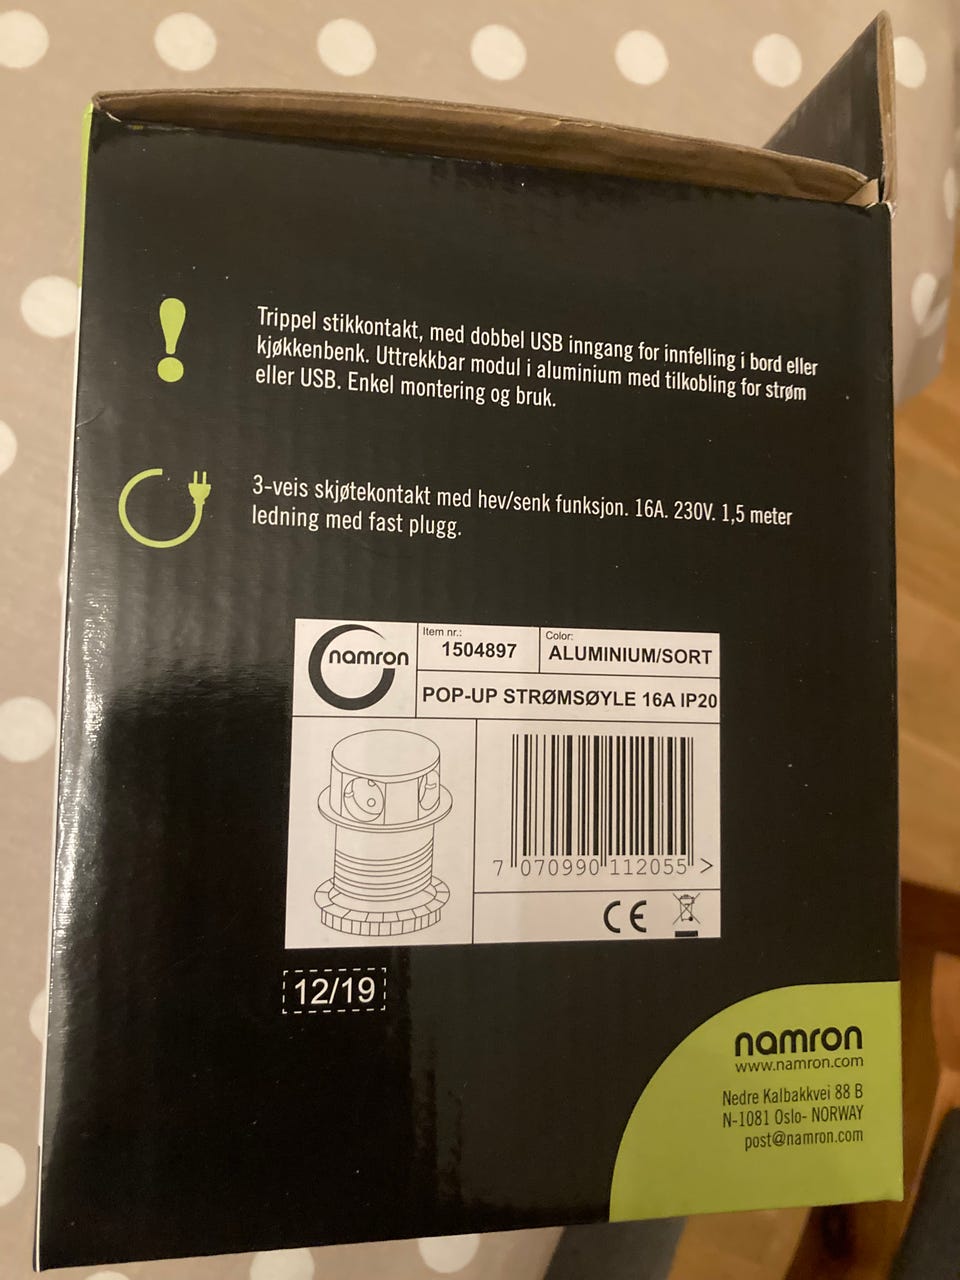 Trippel stikkontakt, med dobbel USB inngang for innfelling i bord eller
kjøkkenbenk. Uttrekkbar modul i aluminium med tilkobling for strøm
eller USB. Enkel montering og bruk.
3-veis skjøtekontakt med hev/senk funksjon. 16A. 230V. 1,5 meter
ledning med fast plugg.
namron
Item nr.:
1504897
Color:
ALUMINIUM/SORT
POP-UP STRØMSØYLE 16A IP20
7 070990 112055 >
CE
12/19
namron
www.namron.com
Nedre Kalbakkvei 88 B
N-1081 Oslo- NORWAY
post@namron.com